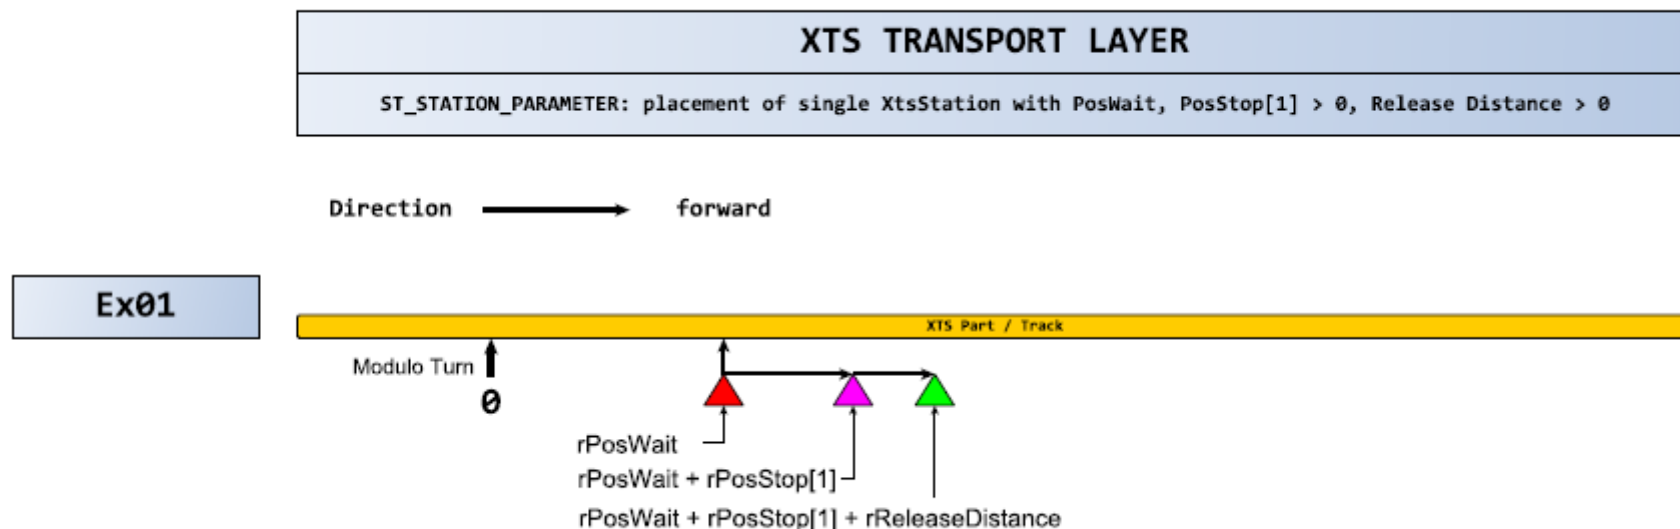 XTS TRANSPORT LAYER
ST_STATION_PARAMETER: placement of single XtsStation with PosWait, PosStop[1] > 0, Release Distance > 0
Direction forward
Ex01
XTS Part / Track
Modulo Turn
0
rPosWait
rPosWait + rPosStop[1]
rPosWait + rPosStop[1] + rReleaseDistance